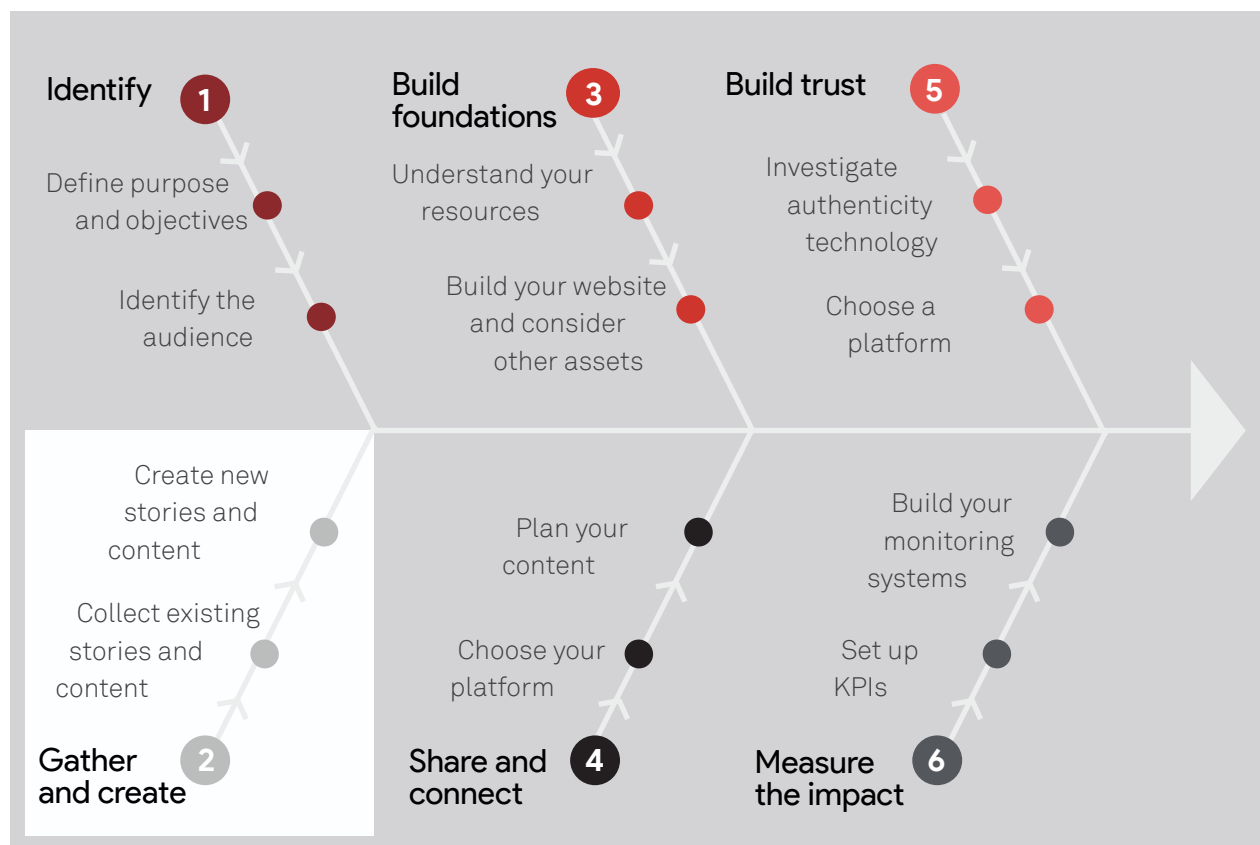 Identify
1
Define purpose
and objectives
Identify the
audience
Build
foundations
3
Understand your
resources
Build your website
and consider
other assets
Build trust
5
Investigate
authenticity
technology
Choose a
platform
Create new
stories and
content
Collect existing
stories and
content
Gather
and create
2
Plan your
content
Choose your
platform
Share and
connect
4
Build your
monitoring
systems
Set up
KPIs
Measure
the impact
6